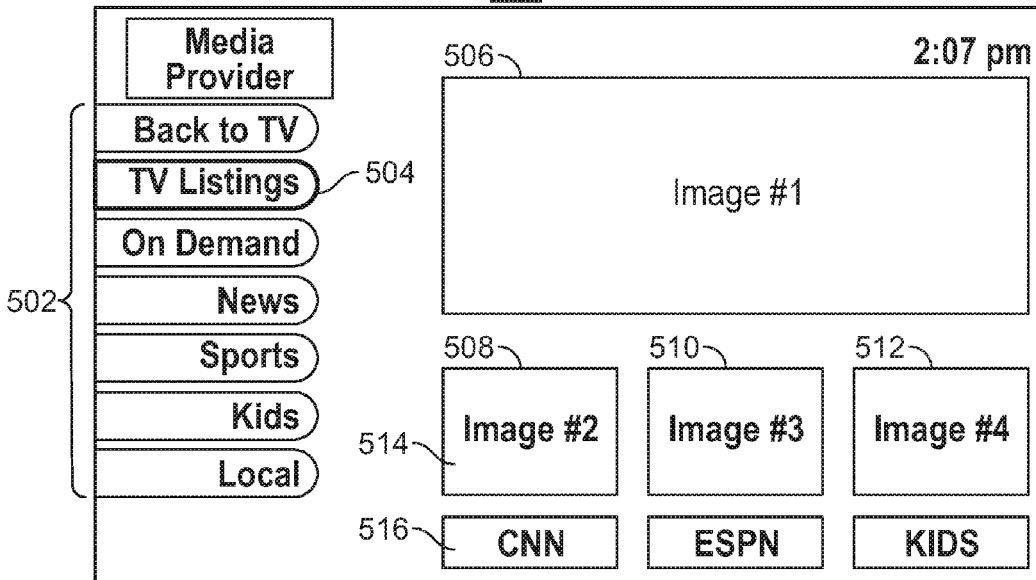 Media
Provider
2:07 pm
506
Back to TV
TV Listings
504
On Demand
News
Sports
Kids
Local
502
Image #1
508
510
512
Image #2
Image #3
Image #4
514
516
CNN
ESPN
KIDS